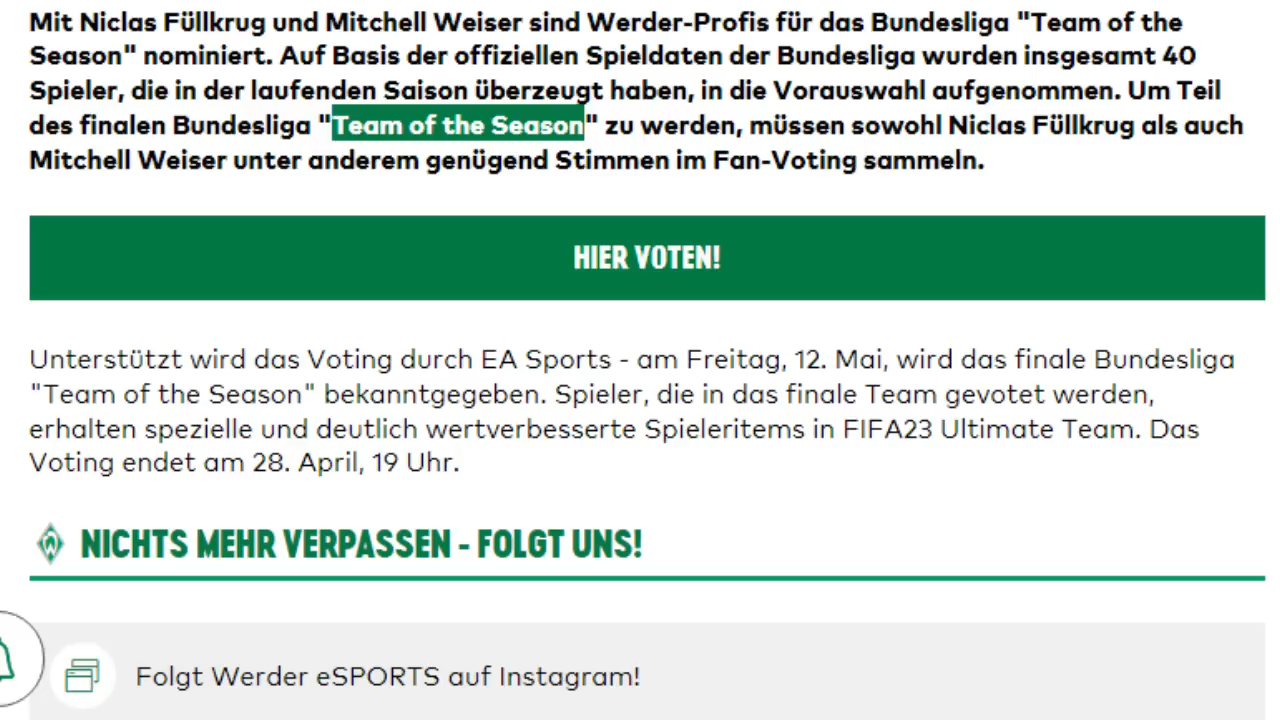 Mit Niclas Füllkrug und Mitchell Weiser sind Werder-Profis für das Bundesliga "Team of the
Season" nominiert. Auf Basis der offiziellen Spieldaten der Bundesliga wurden insgesamt 40
Spieler, die in der laufenden Saison überzeugt haben, in die Vorauswahl aufgenommen. Um Teil
des finalen Bundesliga "Team of the Season" zu werden, müssen sowohl Niclas Füllkrug als auch
Mitchell Weiser unter anderem genügend Stimmen im Fan-Voting sammeln.
HIER VOTEN!
Unterstützt wird das Voting durch EA Sports - am Freitag, 12. Mai, wird das finale Bundesliga
"Team of the Season" bekanntgegeben. Spieler, die in das finale Team gevotet werden,
erhalten spezielle und deutlich wertverbesserte Spieleritems in FIFA23 Ultimate Team. Das
Voting endet am 28. April, 19 Uhr.
NICHTS MEHR VERPASSEN - FOLGT UNS!
Folgt Werder eSPORTS auf Instagram!